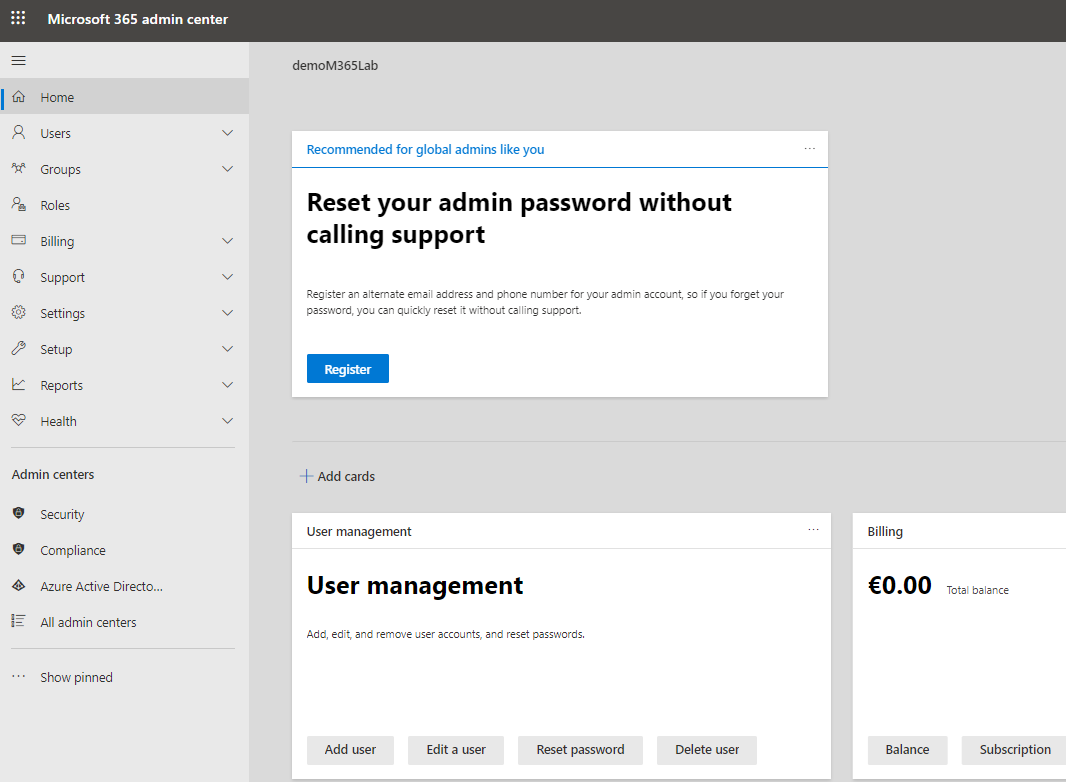 Microsoft 365 admin center
Home
Users
Groups
Roles
Billing
Support
Settings
Setup
Reports
Health
Admin centers
Security
Compliance
Azure Active Directo...
All admin centers
Show pinned
demoM365Lab
Recommended for global admins like you
Reset your admin password without
calling support
Register an alternate email address and phone number for your admin account, so if you forget your
password, you can quickly reset it without calling support.
Register
Add cards
User management
User management
Add, edit, and remove user accounts, and reset passwords.
Add user
Edit a user
Reset password
Delete user
Billing
€0.00 Total balance
Balance
Subscription